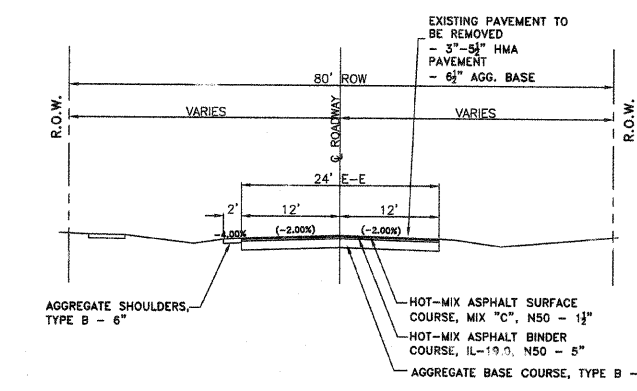 EXISTING PAVEMENT TO
BE REMOVED
- 3"-5½" HMA
PAVEMENT
- 6½" AGG. BASE
80' ROW
VARIES
VARIES
R.O.W.
R.O.W.
℄ ROADWAY
24' E-E
2'
12'
12'
-4.00%
(-2.00%)
(-2.00%)
AGGREGATE SHOULDERS,
TYPE B - 6"
HOT-MIX ASPHALT SURFACE
COURSE, MIX "C", N50 - 1½"
HOT-MIX ASPHALT BINDER
COURSE, IL-19.0, N50 - 5"
AGGREGATE BASE COURSE, TYPE B -